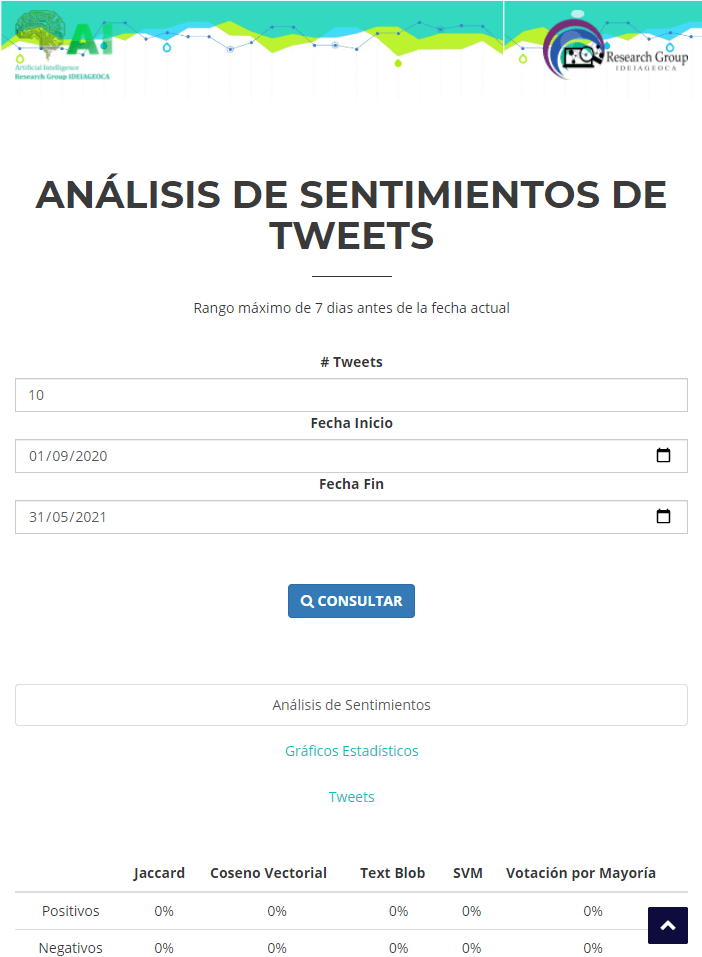 AI
Artificial Intelligence
Research Group IDEIAGEOCA
Research Group
IDEIAGEOCA
ANÁLISIS DE SENTIMIENTOS DE
TWEETS
Rango máximo de 7 dias antes de la fecha actual
# Tweets
10
Fecha Inicio
01/09/2020
Fecha Fin
31/05/2021
CONSULTAR
Análisis de Sentimientos
Gráficos Estadísticos
Tweets
Jaccard Coseno Vectorial Text Blob SVM Votación por Mayoría
Positivos 0% 0% 0% 0% 0%
Negativos 0% 0% 0% 0% 0%